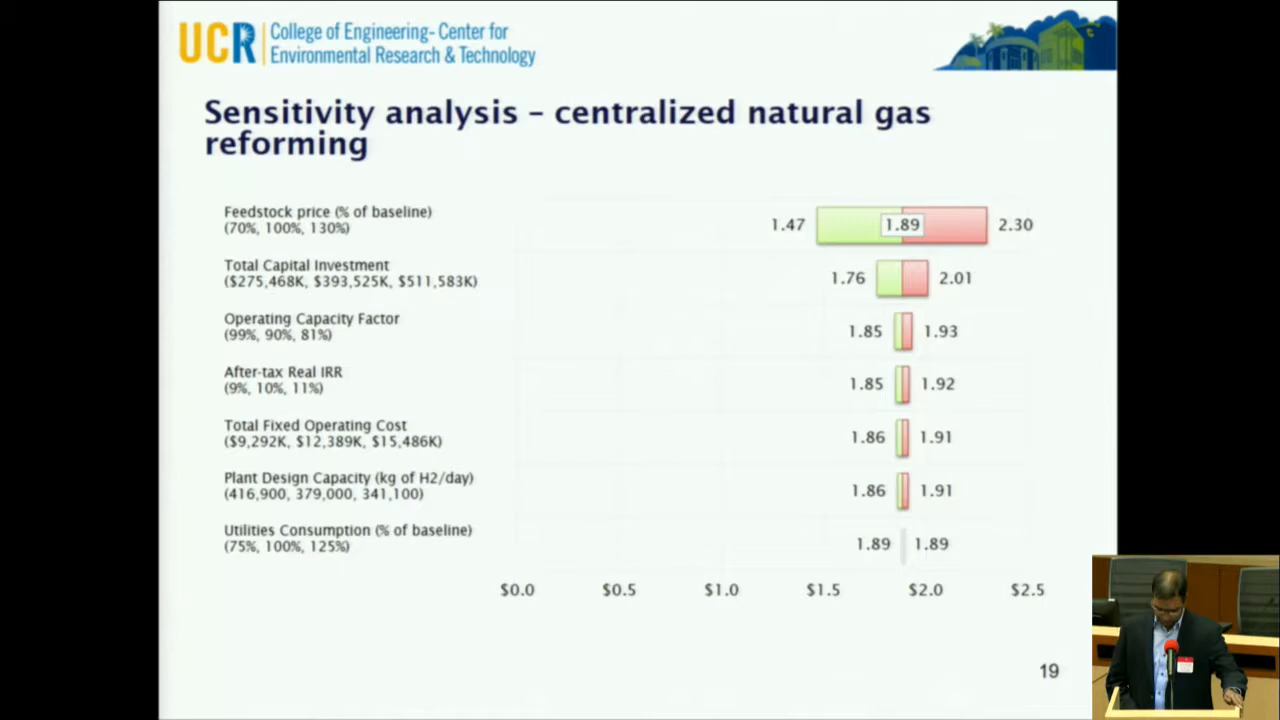 UCR College of Engineering- Center for
Environmental Research & Technology
Sensitivity analysis – centralized natural gas
reforming
Feedstock price (% of baseline)
(70%, 100%, 130%)
1.47 1.89 2.30
Total Capital Investment
($275,468K, $393,525K, $511,583K)
1.76 2.01
Operating Capacity Factor
(99%, 90%, 81%)
1.85 1.93
After-tax Real IRR
(9%, 10%, 11%)
1.85 1.92
Total Fixed Operating Cost
($9,292K, $12,389K, $15,486K)
1.86 1.91
Plant Design Capacity (kg of H2/day)
(416,900, 379,000, 341,100)
1.86 1.91
Utilities Consumption (% of baseline)
(75%, 100%, 125%)
1.89 1.89
$0.0 $0.5 $1.0 $1.5 $2.0 $2.5
19